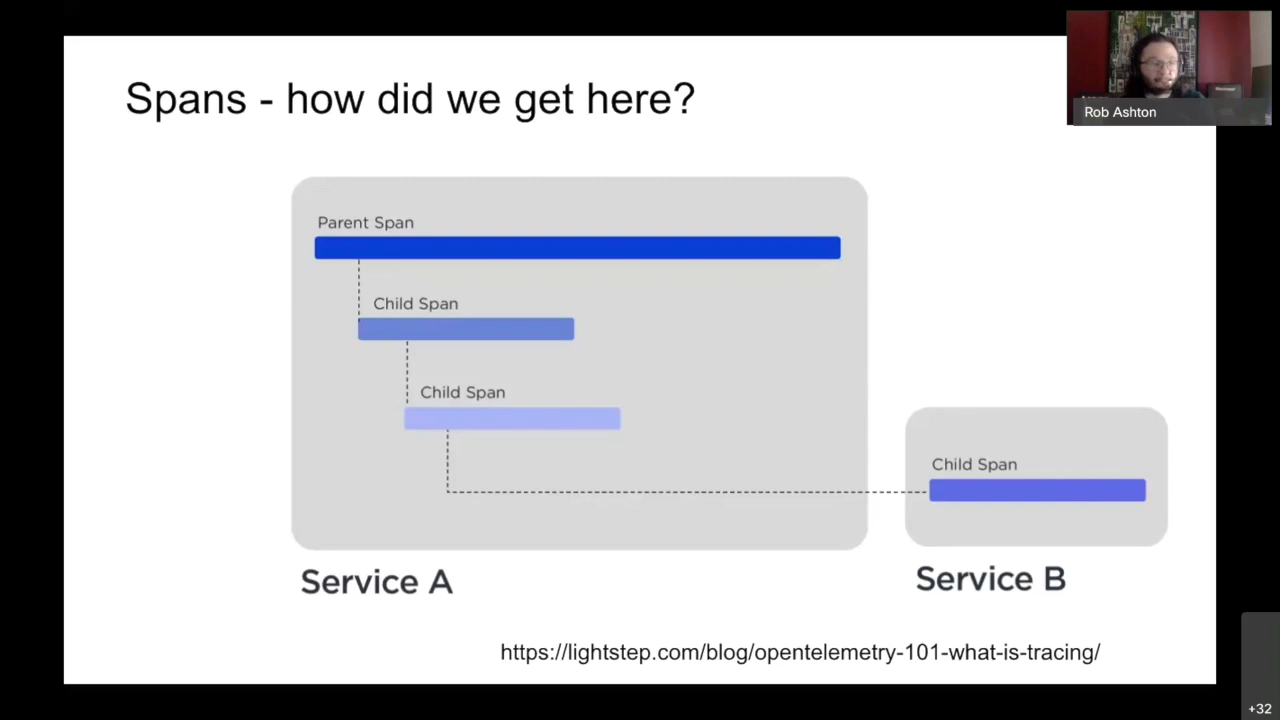 Spans - how did we get here?
Rob Ashton
Parent Span
Child Span
Child Span
Child Span
Service A
Service B
https://lightstep.com/blog/opentelemetry-101-what-is-tracing/
+32